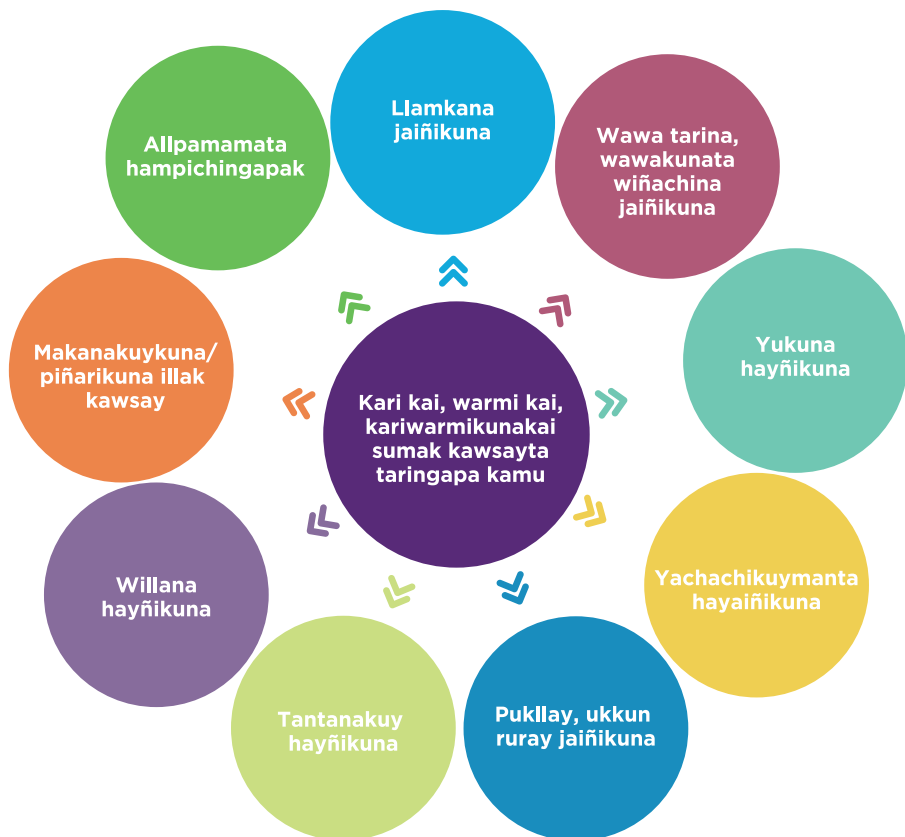 Llamkana
jaiñikuna
Wawa tarina,
wawakunata
wiñachina
jaiñikuna
Yukuna
hayñikuna
Yachachikuymanta
hayaiñikuna
Pukllay, ukkun
ruray jaiñikuna
Tantanakuy
hayñikuna
Willana
hayñikuna
Makanakuykuna/
piñarikuna illak
kawsay
Allpamamata
hampichingapak
Kari kai, warmi kai,
kariwarmikunakai
sumak kawsayta
taringapa kamu